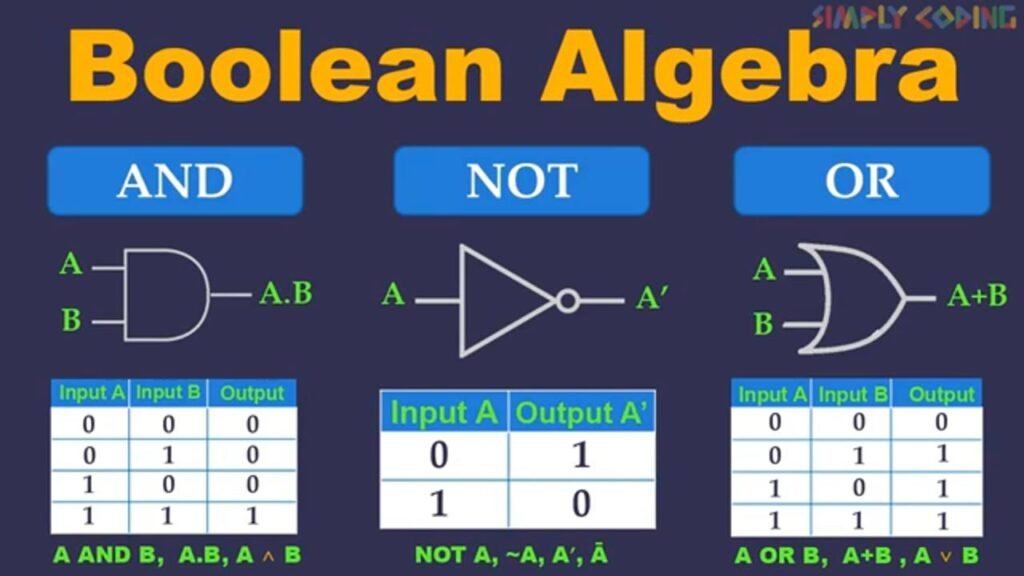 SIMPLY CODING
Boolean Algebra
AND
A
B
A.B
Input A Input B Output
0 0 0
0 1 0
1 0 0
1 1 1
A AND B, A.B, A ∧ B
NOT
A
A′
Input A Output A’
0 1
1 0
NOT A, ~A, A′, Ā
OR
A
B
A+B
Input A Input B Output
0 0 0
0 1 1
1 0 1
1 1 1
A OR B, A+B , A ∨ B